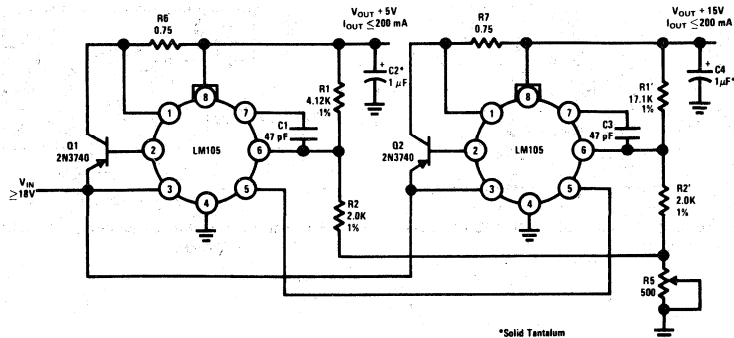 R6
0.75
VOUT + 5V
IOUT ≤200 mA
R7
0.75
VOUT + 15V
IOUT ≤200 mA
+
C2*
1 μF
+
C4
1μF*
R1
4.12K
1%
R1'
17.1K
1%
8
1
7
C1
47 pF
8
1
7
C3
47 pF
Q1
2N3740
2
LM105
6
Q2
2N3740
2
LM105
6
VIN
≥18V
3
5
4
3
5
4
R2
2.0K
1%
R2'
2.0K
1%
R5
500
*Solid Tantalum